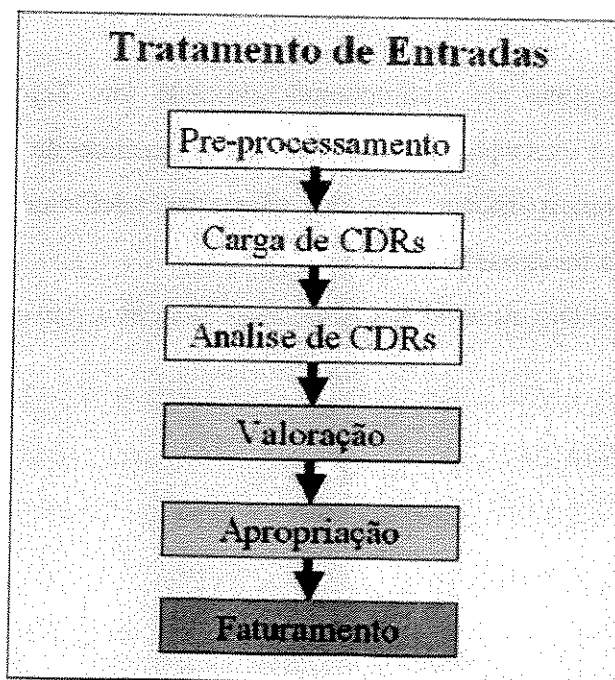 Tratamento de Entradas
Pre-processamento
Carga de CDRs
Analise de CDRs
Valoração
Apropriação
Faturamento